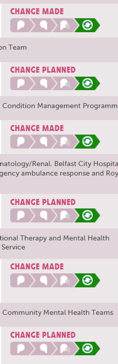 CHANGE MADE
on Team
CHANGE PLANNED
Condition Management Programm
CHANGE MADE
matology/Renal, Belfast City Hospita
gency ambulance response and Roy
CHANGE PLANNED
tional Therapy and Mental Health
Service
CHANGE MADE
Community Mental Health Teams
CHANGE PLANNED